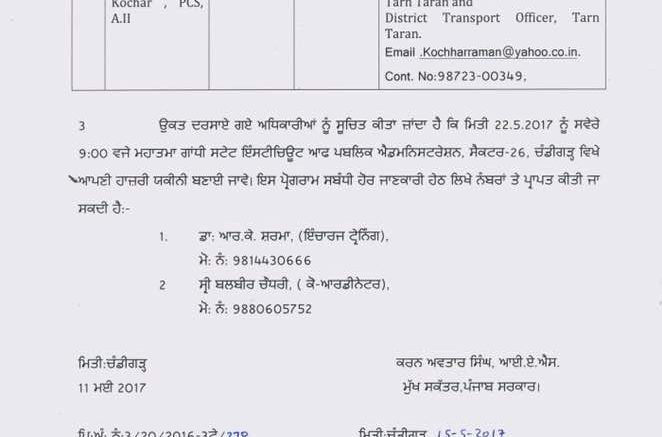 Kochar , PCS,
A.II
Tarn Taran and
District Transport Officer, Tarn
Taran.
Email .Kochharraman@yahoo.co.in.
Cont. No:98723-00349,
3 ਉਕਤ ਦਰਸਾਏ ਗਏ ਅਧਿਕਾਰੀਆਂ ਨੂੰ ਸੂਚਿਤ ਕੀਤਾ ਜਾਂਦਾ ਹੈ ਕਿ ਮਿਤੀ 22.5.2017 ਨੂੰ ਸਵੇਰੇ
9:00 ਵਜੇ ਮਹਾਤਮਾ ਗਾਂਧੀ ਸਟੇਟ ਇੰਸਟੀਚਿਊਟ ਆਫ ਪਬਲਿਕ ਐਡਮਨਿਸਟਰੇਸ਼ਨ, ਸੈਕਟਰ-26, ਚੰਡੀਗੜ੍ਹ ਵਿਖੇ
ਆਪਣੀ ਹਾਜ਼ਰੀ ਯਕੀਨੀ ਬਣਾਈ ਜਾਵੇ। ਇਸ ਪ੍ਰੋਗਰਾਮ ਸਬੰਧੀ ਹੋਰ ਜਾਣਕਾਰੀ ਹੇਠ ਲਿਖੇ ਨੰਬਰਾਂ ਤੇ ਪ੍ਰਾਪਤ ਕੀਤੀ ਜਾ
ਸਕਦੀ ਹੈ:-
1. ਡਾ: ਆਰ.ਕੇ. ਸ਼ਰਮਾ, (ਇੰਚਾਰਜ ਟ੍ਰੇਨਿੰਗ),
ਮੋ: ਨੰ: 9814430666
2 ਸ੍ਰੀ ਬਲਬੀਰ ਚੌਧਰੀ, ( ਕੋ-ਆਰਡੀਨੇਟਰ),
ਮੋ: ਨੰ: 9880605752
ਮਿਤੀ:ਚੰਡੀਗੜ੍ਹ
ਕਰਨ ਅਵਤਾਰ ਸਿੰਘ, ਆਈ.ਏ.ਐਸ.
11 ਮਈ 2017
ਮੁੱਖ ਸਕੱਤਰ,ਪੰਜਾਬ ਸਰਕਾਰ।
ਪਿ:ਅੰ: ਨੰ:3/20/2016-3ਟੇ/278
ਮਿਤੀ:ਚੰਡੀਗੜ੍ਹ 15-5-2017